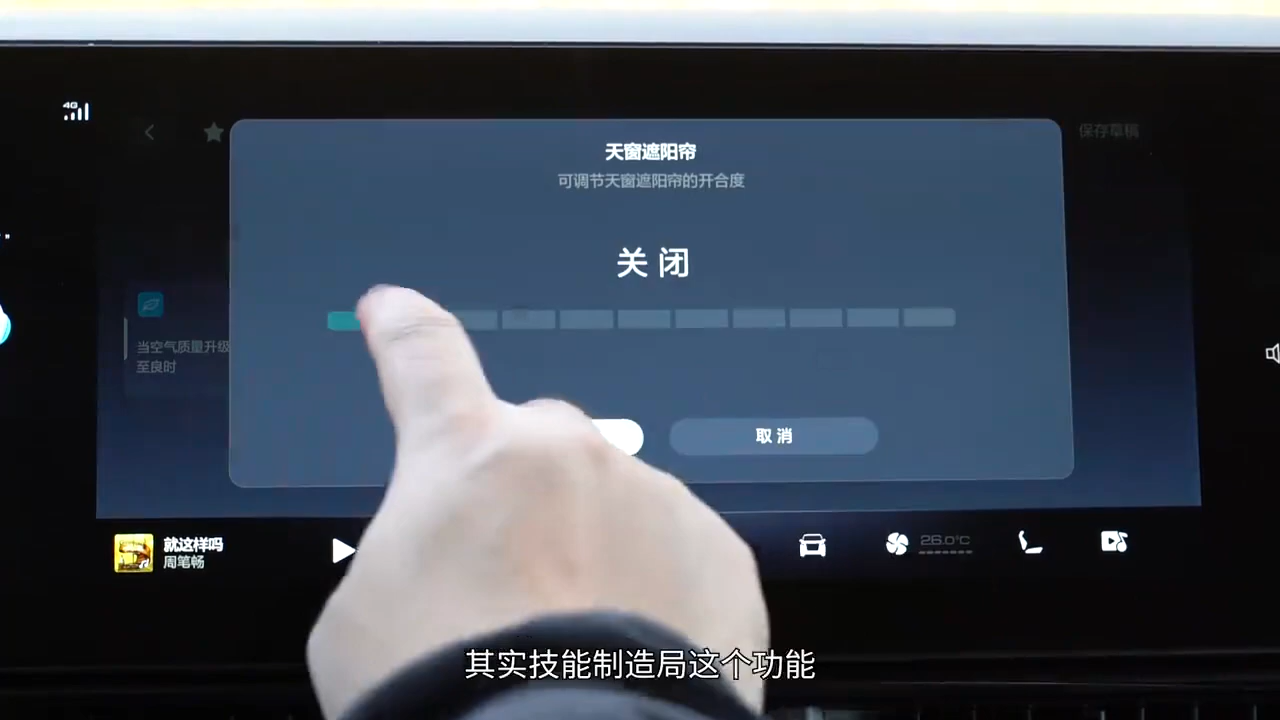 4G
保存草稿
天窗遮阳帘
可调节天窗遮阳帘的开合度
关闭
当空气质量升级
至良时
取消
就这样吗
周笔畅
26.0°C
其实技能制造局这个功能